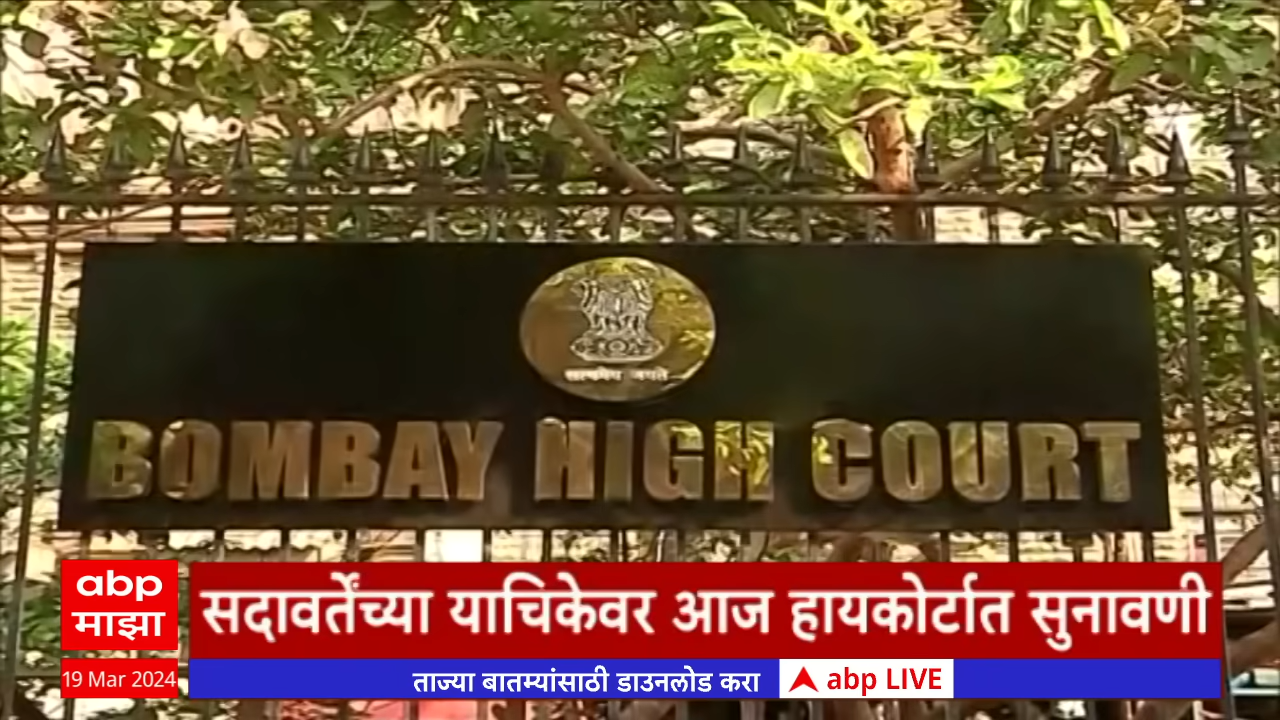 सत्यमेव जयते
BOMBAY HIGH COURT
abp
माझा
सदावर्तेंच्या याचिकेवर आज हायकोर्टात सुनावणी
19 Mar 2024
ताज्या बातम्यांसाठी डाउनलोड करा
abp LIVE